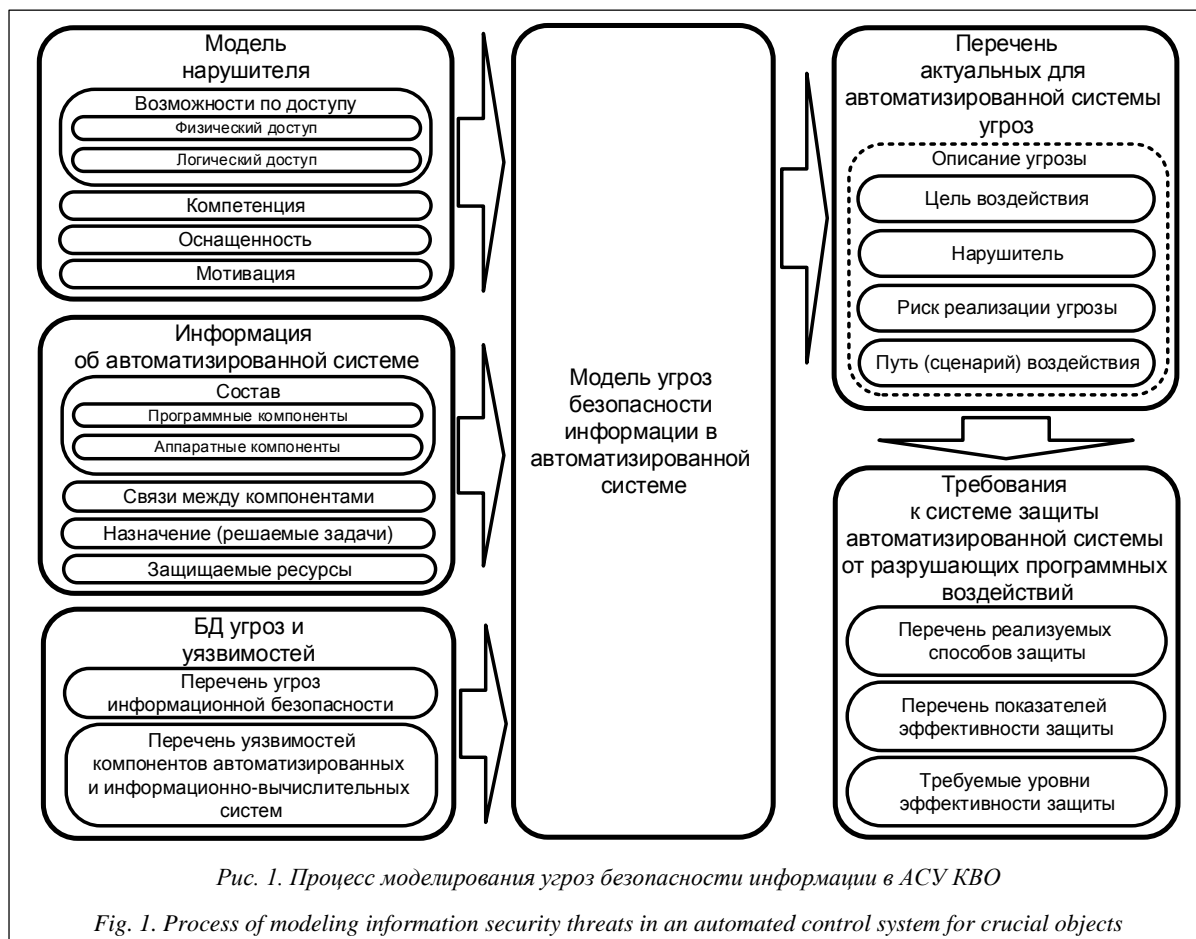 Модель
нарушителя
Возможности по доступу
Физический доступ
Логический доступ
Компетенция
Оснащенность
Мотивация
Информация
об автоматизированной системе
Состав
Программные компоненты
Аппаратные компоненты
Связи между компонентами
Назначение (решаемые задачи)
Защищаемые ресурсы
БД угроз и
уязвимостей
Перечень угроз
информационной безопасности
Перечень уязвимостей
компонентов автоматизированных
и информационно-вычислительных
систем
Модель угроз
безопасности
информации в
автоматизированной
системе
Перечень
актуальных для
автоматизированной системы
угроз
Описание угрозы
Цель воздействия
Нарушитель
Риск реализации угрозы
Путь (сценарий) воздействия
Требования
к системе защиты
автоматизированной системы
от разрушающих программных
воздействий
Перечень реализуемых
способов защиты
Перечень показателей
эффективности защиты
Требуемые уровни
эффективности защиты
Рис. 1. Процесс моделирования угроз безопасности информации в АСУ КВО
Fig. 1. Process of modeling information security threats in an automated control system for crucial objects